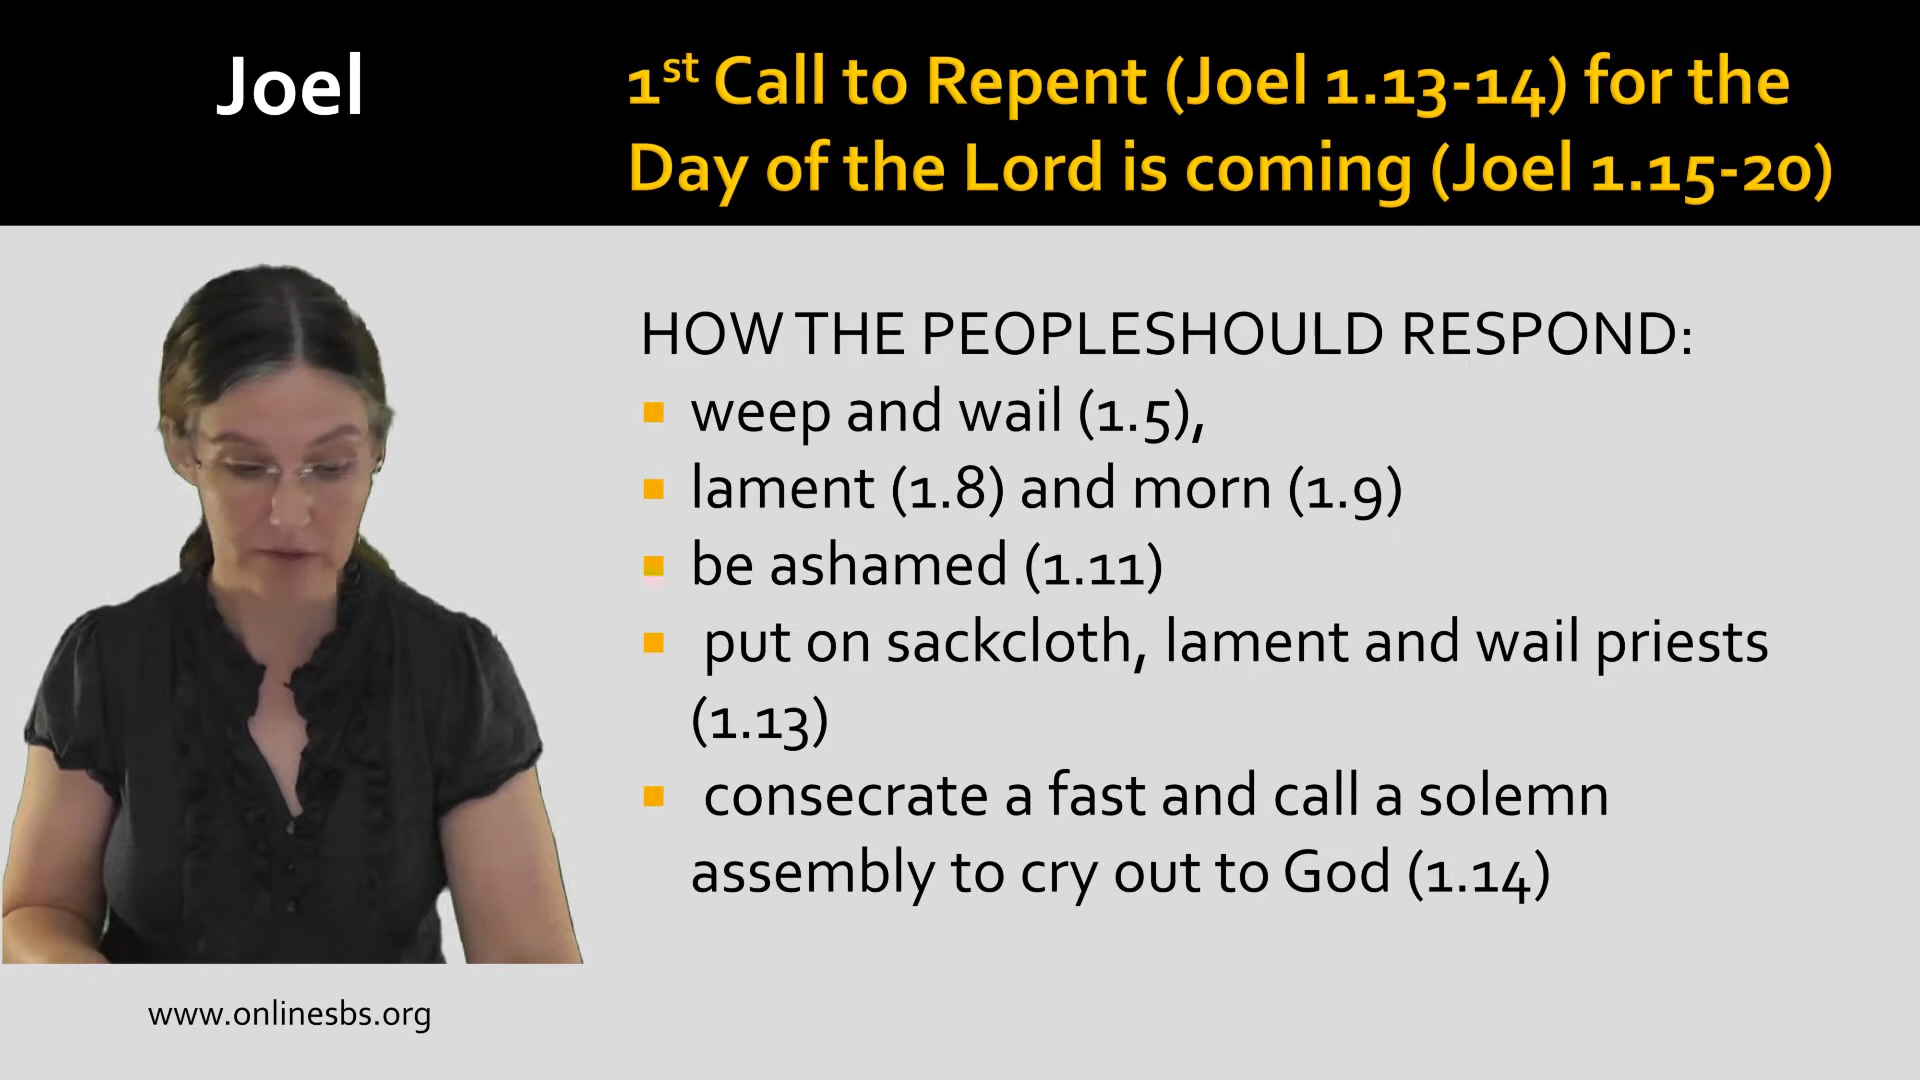 Joel
1st Call to Repent (Joel 1.13-14) for the
Day of the Lord is coming (Joel 1.15-20)
HOW THE PEOPLESHOULD RESPOND:
weep and wail (1.5),
lament (1.8) and morn (1.9)
be ashamed (1.11)
put on sackcloth, lament and wail priests
(1.13)
consecrate a fast and call a solemn
assembly to cry out to God (1.14)
www.onlinesbs.org